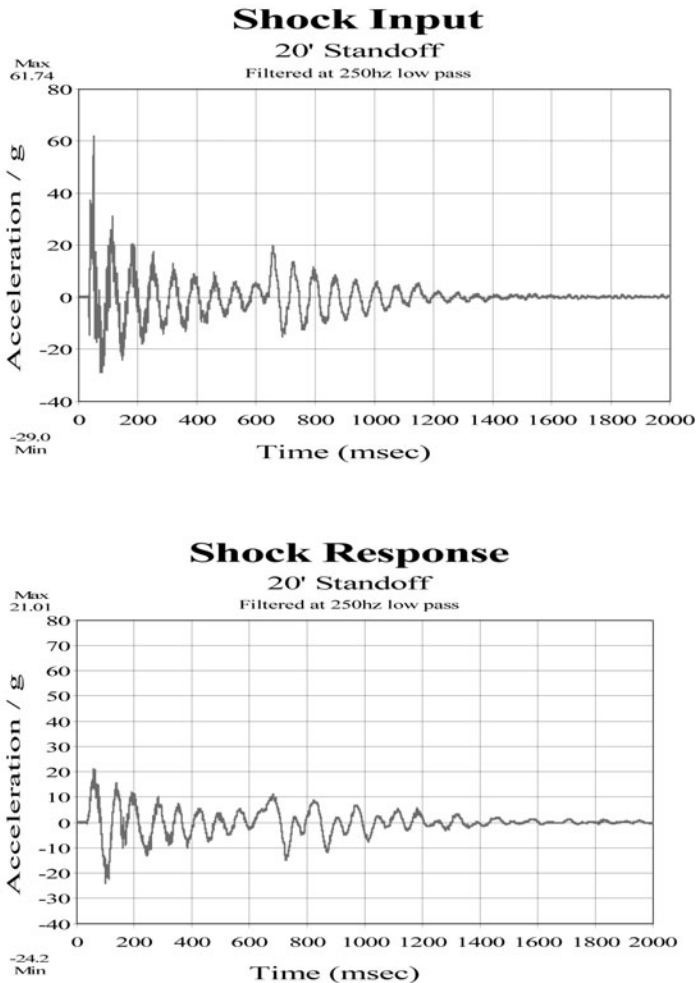 Shock Input
20' Standoff
Filtered at 250hz low pass
Max
61.74
80
60
40
20
0
-20
-40
Acceleration / g
-29.0
Min
0 200 400 600 800 1000 1200 1400 1600 1800 2000
Time (msec)
Shock Response
20' Standoff
Filtered at 250hz low pass
Max
21.01
80
70
60
50
40
30
20
10
0
-10
-20
-30
-40
Acceleration / g
-24.2
Min
0 200 400 600 800 1000 1200 1400 1600 1800 2000
Time (msec)